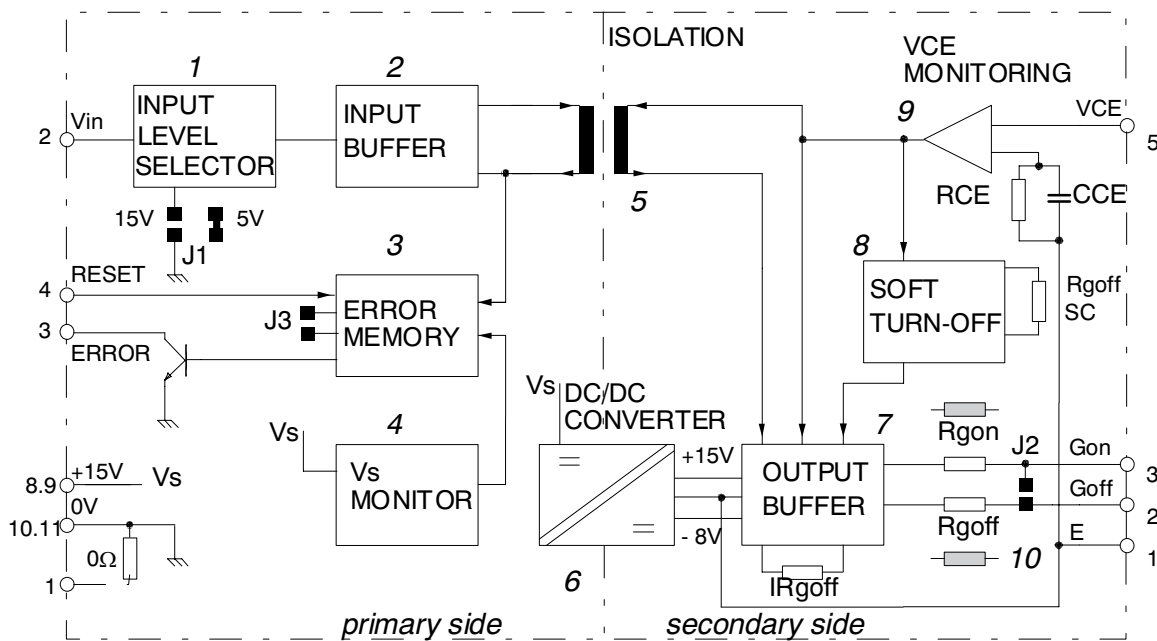 ISOLATION
VCE
MONITORING
1
2
9
VCE
5
2
Vin
INPUT
LEVEL
SELECTOR
INPUT
BUFFER
5
RCE
CCE
15V
5V
J1
3
8
4
RESET
3
ERROR
J3
ERROR
MEMORY
SOFT
TURN-OFF
Rgoff
SC
Vs
DC/DC
CONVERTER
Vs
4
7
Rgon
J2
Gon
3
Vs
MONITOR
+15V
- 8V
OUTPUT
BUFFER
Rgoff
Goff
2
8.9
+15V
Vs
0V
10.11
0Ω
1
6
IRgoff
10
E
1
primary side
secondary side